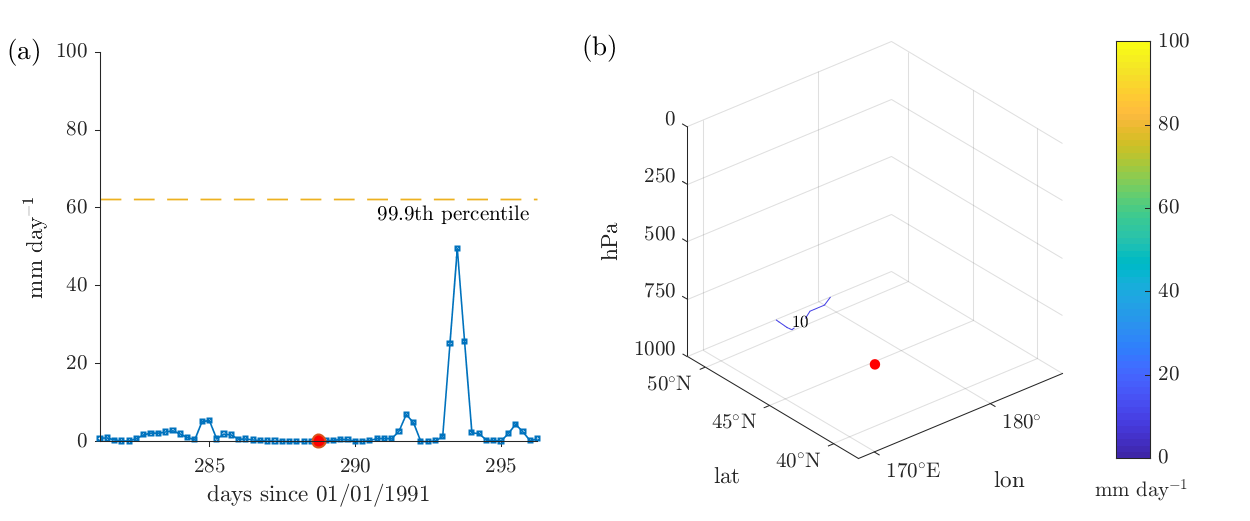 (a)
100
80
60
40
20
0
mm day⁻¹
99.9th percentile
285
290
295
days since 01/01/1991
(b)
0
250
500
750
1000
hPa
10
50°N
45°N
40°N
lat
170°E
180°
lon
100
80
60
40
20
0
mm day⁻¹